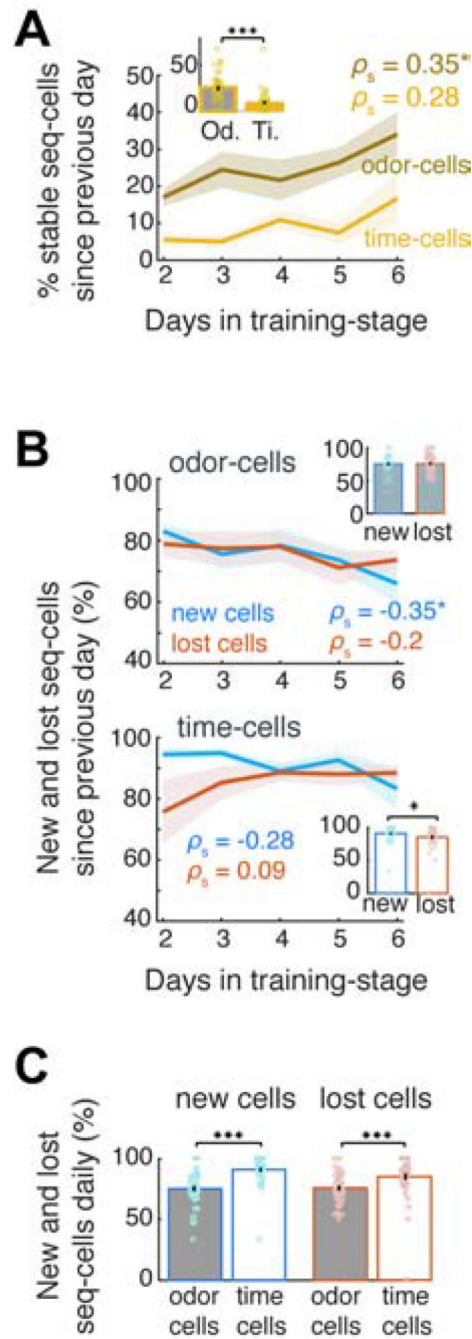 A
***
50
0
Od. Ti.
ρs = 0.35*
ρs = 0.28
50
40
30
20
10
0
% stable seq-cells
since previous day
odor-cells
time-cells
2 3 4 5 6
Days in training-stage
B
odor-cells
100
50
0
new lost
100
80
60
40
new cells ρs = -0.35*
lost cells ρs = -0.2
2 3 4 5 6
New and lost seq-cells
since previous day (%)
time-cells
100
80
60
40
ρs = -0.28
ρs = 0.09
*
100
50
0
new lost
2 3 4 5 6
Days in training-stage
C
new cells lost cells
*** ***
100
50
0
New and lost
seq-cells daily (%)
odor time odor time
cells cells cells cells